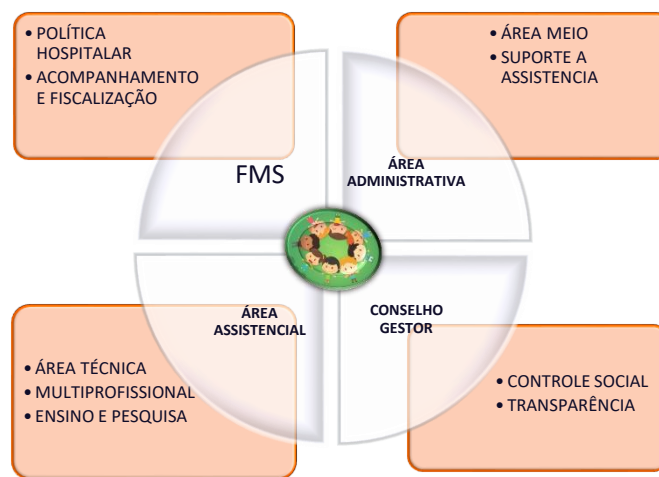 • POLÍTICA
HOSPITALAR
• ACOMPANHAMENTO
E FISCALIZAÇÃO
• ÁREA MEIO
• SUPORTE A
ASSISTENCIA
FMS
ÁREA
ADMINISTRATIVA
ÁREA
ASSISTENCIAL
CONSELHO
GESTOR
• ÁREA TÉCNICA
• MULTIPROFISSIONAL
• ENSINO E PESQUISA
• CONTROLE SOCIAL
• TRANSPARÊNCIA